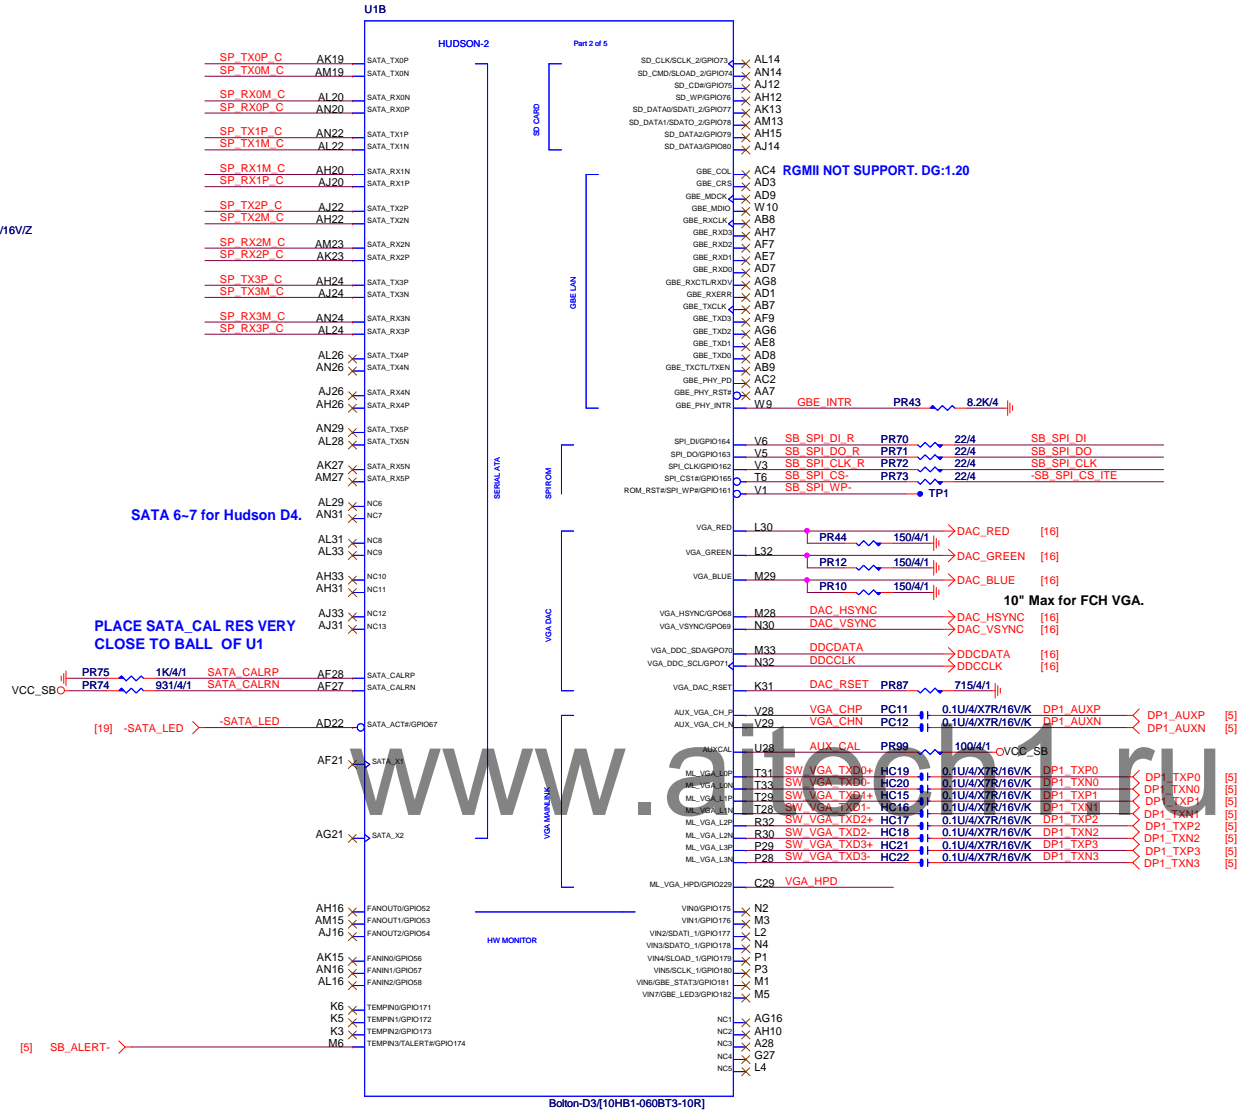 U1B
HUDSON-2
Part 2 of 5
/16V/Z
SP_TX0P_C AK19 SATA_TX0P
SP_TX0M_C AM19 SATA_TX0N
SP_RX0M_C AL20 SATA_RX0N
SP_RX0P_C AN20 SATA_RX0P
SP_TX1P_C AN22 SATA_TX1P
SP_TX1M_C AL22 SATA_TX1N
SP_RX1M_C AH20 SATA_RX1N
SP_RX1P_C AJ20 SATA_RX1P
SP_TX2P_C AJ22 SATA_TX2P
SP_TX2M_C AH22 SATA_TX2N
SP_RX2M_C AM23 SATA_RX2N
SP_RX2P_C AK23 SATA_RX2P
SP_TX3P_C AH24 SATA_TX3P
SP_TX3M_C AJ24 SATA_TX3N
SP_RX3M_C AN24 SATA_RX3N
SP_RX3P_C AL24 SATA_RX3P
AL26 SATA_TX4P
AN26 SATA_TX4N
AJ26 SATA_RX4N
AH26 SATA_RX4P
AN29 SATA_TX5P
AL28 SATA_TX5N
AK27 SATA_RX5N
AM27 SATA_RX5P
AL29 NC6
AN31 NC7
SATA 6~7 for Hudson D4.
AL31 NC8
AL33 NC9
AH33 NC10
AH31 NC11
AJ33 NC12
AJ31 NC13
PLACE SATA_CAL RES VERY
CLOSE TO BALL OF U1
PR75 1K/4/1 SATA_CALRP AF28 SATA_CALRP
VCC_SB PR74 931/4/1 SATA_CALRN AF27 SATA_CALRN
[19] -SATA_LED -SATA_LED AD22 SATA_ACT#/GPIO67
AF21 SATA_X1
AG21 SATA_X2
AH16 FANOUT0/GPIO52
AM15 FANOUT1/GPIO53
AJ16 FANOUT2/GPIO54
AK15 FANIN0/GPIO56
AN16 FANIN1/GPIO57
AL16 FANIN2/GPIO58
K6 TEMPIN0/GPIO171
K5 TEMPIN1/GPIO172
K3 TEMPIN2/GPIO173
[5] SB_ALERT- M6 TEMPIN3/TALERT#/GPIO174
SERIAL ATA
SD CARD
GBE LAN
SPI ROM
VGA DAC
VGA MAINLINK
HW MONITOR
SD_CLK/SCLK_2/GPIO73 AL14
SD_CMD/SLOAD_2/GPIO74 AN14
SD_CD#/GPIO75 AJ12
SD_WP/GPIO76 AH12
SD_DATA0/SDATI_2/GPIO77 AK13
SD_DATA1/SDATO_2/GPIO78 AM13
SD_DATA2/GPIO79 AH15
SD_DATA3/GPIO80 AJ14
GBE_COL AC4 RGMII NOT SUPPORT. DG:1.20
GBE_CRS AD3
GBE_MDCK AD9
GBE_MDIO W10
GBE_RXCLK AB8
GBE_RXD3 AH7
GBE_RXD2 AF7
GBE_RXD1 AE7
GBE_RXD0 AD7
GBE_RXCTL/RXDV AG8
GBE_RXERR AD1
GBE_TXCLK AB7
GBE_TXD3 AF9
GBE_TXD2 AG6
GBE_TXD1 AE8
GBE_TXD0 AD8
GBE_TXCTL/TXEN AB9
GBE_PHY_PD AC2
GBE_PHY_RST# AA7
GBE_PHY_INTR W9 GBE_INTR PR43 8.2K/4
SPI_DI/GPIO164 V6 SB_SPI_DI_R PR70 22/4 SB_SPI_DI
SPI_DO/GPIO163 V5 SB_SPI_DO_R PR71 22/4 SB_SPI_DO
SPI_CLK/GPIO162 V3 SB_SPI_CLK_R PR72 22/4 SB_SPI_CLK
SPI_CS1#/GPIO165 T6 SB_SPI_CS- PR73 22/4 -SB_SPI_CS_ITE
ROM_RST#/SPI_WP#/GPIO161 V1 SB_SPI_WP- TP1
VGA_RED L30 DAC_RED [16]
PR44 150/4/1
VGA_GREEN L32 DAC_GREEN [16]
PR12 150/4/1
VGA_BLUE M29 DAC_BLUE [16]
PR10 150/4/1
10" Max for FCH VGA.
VGA_HSYNC/GPO68 M28 DAC_HSYNC DAC_HSYNC [16]
VGA_VSYNC/GPO69 N30 DAC_VSYNC DAC_VSYNC [16]
VGA_DDC_SDA/GPO70 M33 DDCDATA DDCDATA [16]
VGA_DDC_SCL/GPO71 N32 DDCCLK DDCCLK [16]
VGA_DAC_RSET K31 DAC_RSET PR87 715/4/1
AUX_VGA_CH_P V28 VGA_CHP PC11 0.1U/4/X7R/16V/K DP1_AUXP DP1_AUXP [5]
AUX_VGA_CH_N V29 VGA_CHN PC12 0.1U/4/X7R/16V/K DP1_AUXN DP1_AUXN [5]
AUXCAL U28 AUX_CAL PR99 100/4/1 VCC_SB
ML_VGA_L0P T31 SW_VGA_TXD0+ HC19 0.1U/4/X7R/16V/K DP1_TXP0 DP1_TXP0 [5]
ML_VGA_L0N T33 SW_VGA_TXD0- HC20 0.1U/4/X7R/16V/K DP1_TXN0 DP1_TXN0 [5]
ML_VGA_L1P T29 SW_VGA_TXD1+ HC15 0.1U/4/X7R/16V/K DP1_TXP1 DP1_TXP1 [5]
ML_VGA_L1N T28 SW_VGA_TXD1- HC16 0.1U/4/X7R/16V/K DP1_TXN1 DP1_TXN1 [5]
ML_VGA_L2P R32 SW_VGA_TXD2+ HC17 0.1U/4/X7R/16V/K DP1_TXP2 DP1_TXP2 [5]
ML_VGA_L2N R30 SW_VGA_TXD2- HC18 0.1U/4/X7R/16V/K DP1_TXN2 DP1_TXN2 [5]
ML_VGA_L3P P29 SW_VGA_TXD3+ HC21 0.1U/4/X7R/16V/K DP1_TXP3 DP1_TXP3 [5]
ML_VGA_L3N P28 SW_VGA_TXD3- HC22 0.1U/4/X7R/16V/K DP1_TXN3 DP1_TXN3 [5]
ML_VGA_HPD/GPIO229 C29 VGA_HPD
VIN0/GPIO175 N2
VIN1/GPIO176 M3
VIN2/SDATI_1/GPIO177 L2
VIN3/SDATO_1/GPIO178 N4
VIN4/SLOAD_1/GPIO179 P1
VIN5/SCLK_1/GPIO180 P3
VIN6/GBE_STAT3/GPIO181 M1
VIN7/GBE_LED3/GPIO182 M5
NC1 AG16
NC2 AH10
NC3 A28
NC4 G27
NC5 L4
Bolton-D3/[10HB1-060BT3-10R]
www.aitech1.ru